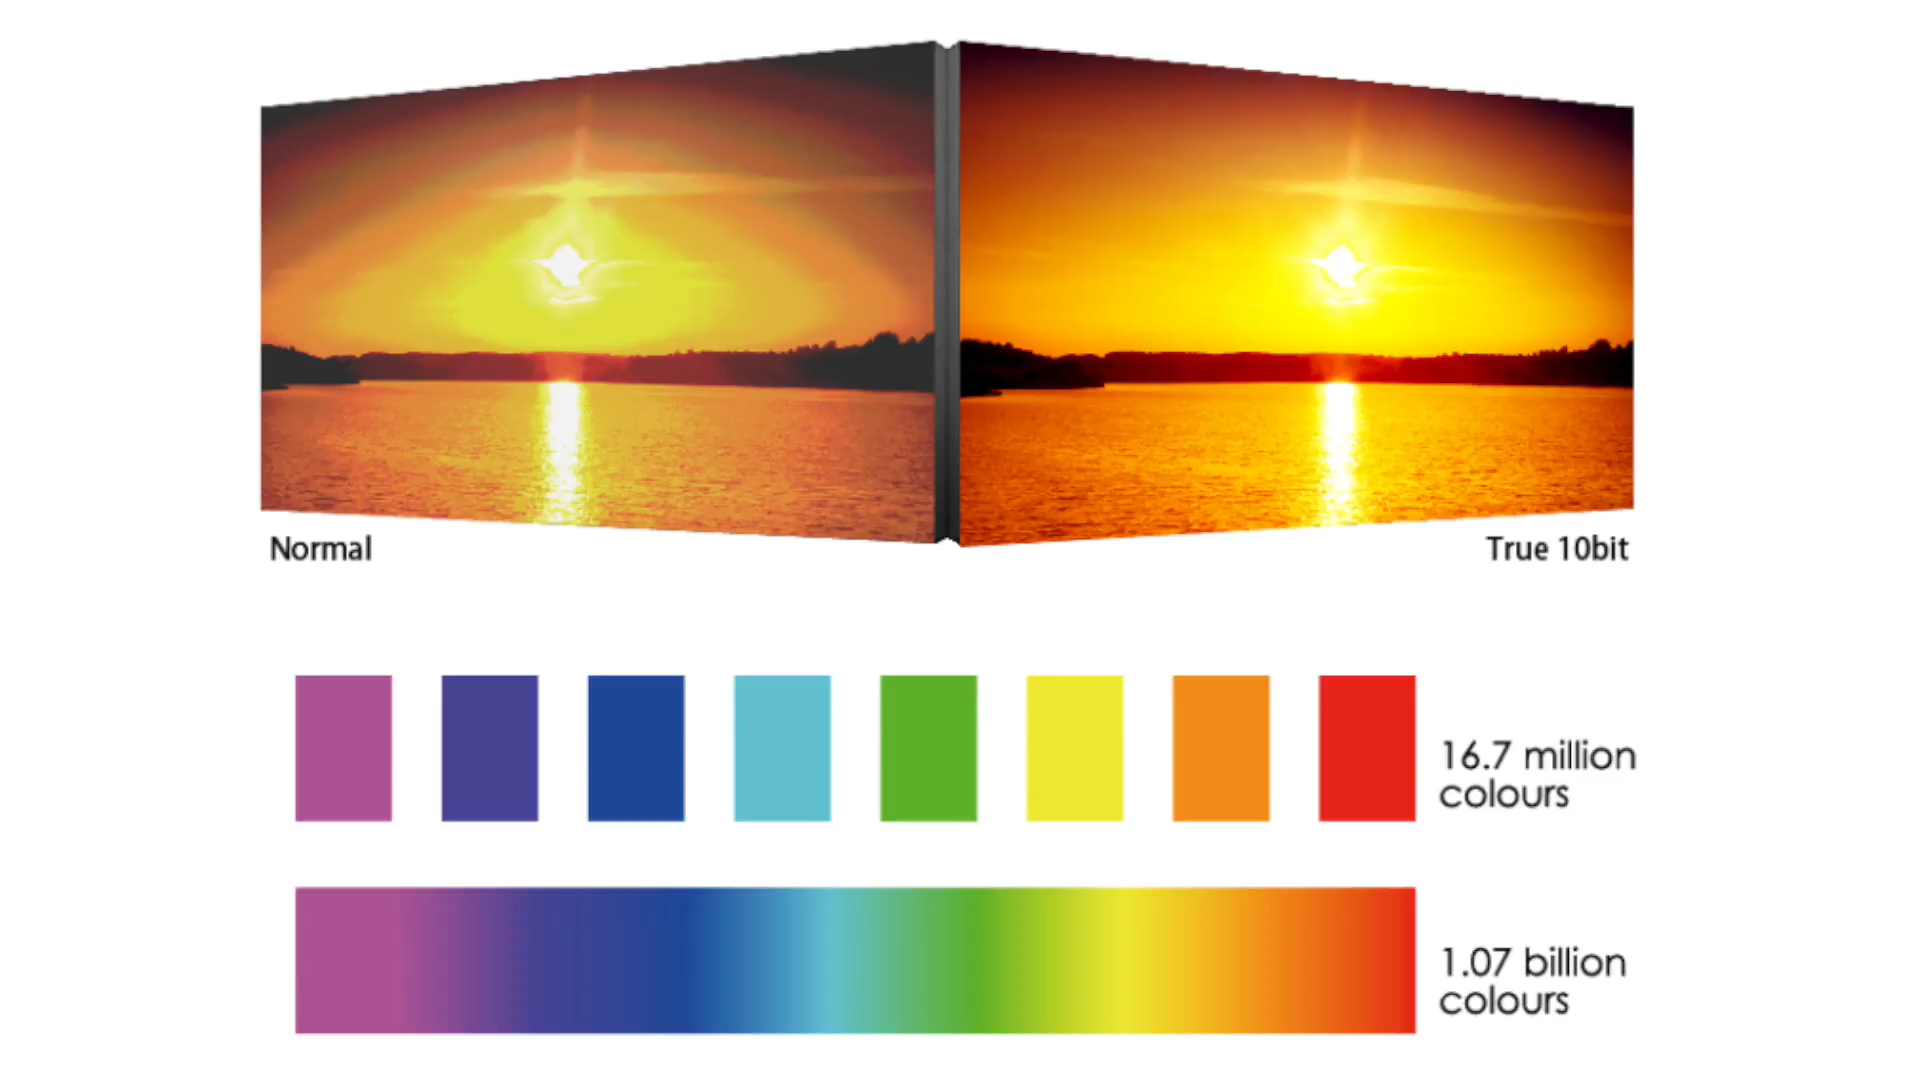 Normal
True 10bit
16.7 million
colours
1.07 billion
colours